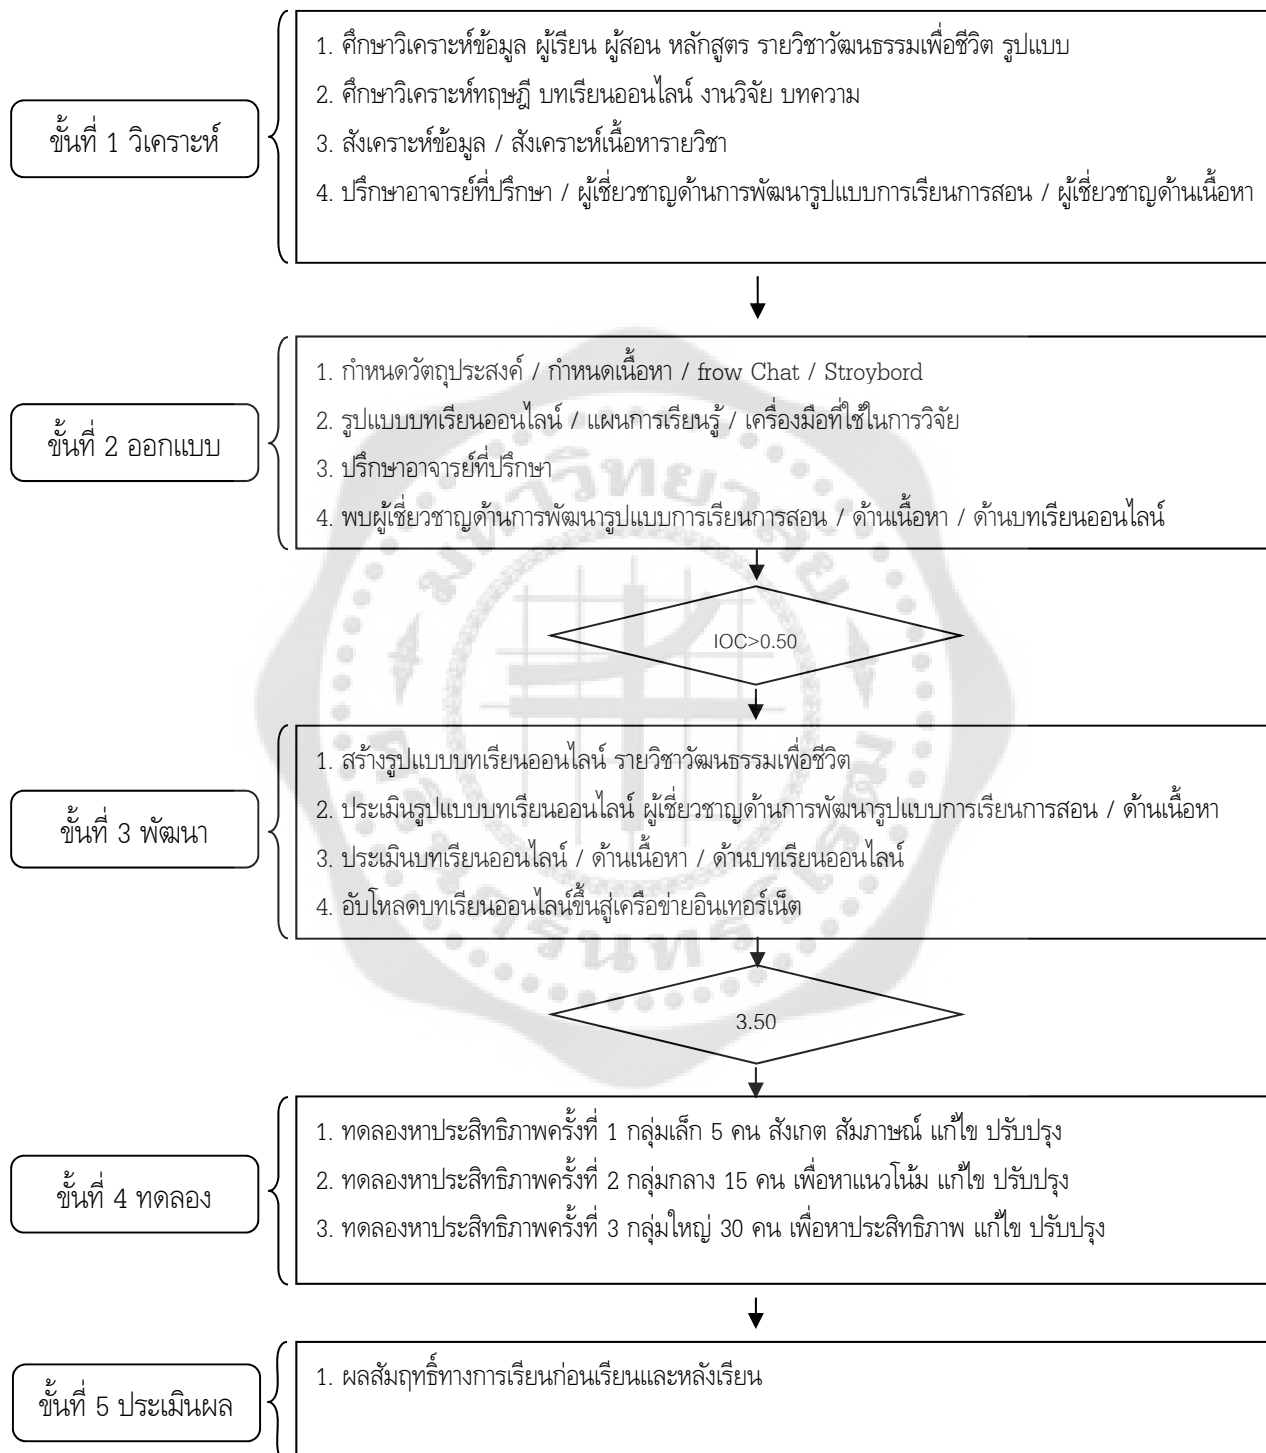 ขั้นที่ 1 วิเคราะห์
1. ศึกษาวิเคราะห์ข้อมูล ผู้เรียน ผู้สอน หลักสูตร รายวิชาวัฒนธรรมเพื่อชีวิต รูปแบบ
2. ศึกษาวิเคราะห์ทฤษฎี บทเรียนออนไลน์ งานวิจัย บทความ
3. สังเคราะห์ข้อมูล / สังเคราะห์เนื้อหารายวิชา
4. ปรึกษาอาจารย์ที่ปรึกษา / ผู้เชี่ยวชาญด้านการพัฒนารูปแบบการเรียนการสอน / ผู้เชี่ยวชาญด้านเนื้อหา
ขั้นที่ 2 ออกแบบ
1. กำหนดวัตถุประสงค์ / กำหนดเนื้อหา / frow Chat / Stroybord
2. รูปแบบบทเรียนออนไลน์ / แผนการเรียนรู้ / เครื่องมือที่ใช้ในการวิจัย
3. ปรึกษาอาจารย์ที่ปรึกษา
4. พบผู้เชี่ยวชาญด้านการพัฒนารูปแบบการเรียนการสอน / ด้านเนื้อหา / ด้านบทเรียนออนไลน์
IOC>0.50
ขั้นที่ 3 พัฒนา
1. สร้างรูปแบบบทเรียนออนไลน์ รายวิชาวัฒนธรรมเพื่อชีวิต
2. ประเมินรูปแบบบทเรียนออนไลน์ ผู้เชี่ยวชาญด้านการพัฒนารูปแบบการเรียนการสอน / ด้านเนื้อหา
3. ประเมินบทเรียนออนไลน์ / ด้านเนื้อหา / ด้านบทเรียนออนไลน์
4. อับโหลดบทเรียนออนไลน์ขึ้นสู่เครือข่ายอินเทอร์เน็ต
3.50
ขั้นที่ 4 ทดลอง
1. ทดลองหาประสิทธิภาพครั้งที่ 1 กลุ่มเล็ก 5 คน สังเกต สัมภาษณ์ แก้ไข ปรับปรุง
2. ทดลองหาประสิทธิภาพครั้งที่ 2 กลุ่มกลาง 15 คน เพื่อหาแนวโน้ม แก้ไข ปรับปรุง
3. ทดลองหาประสิทธิภาพครั้งที่ 3 กลุ่มใหญ่ 30 คน เพื่อหาประสิทธิภาพ แก้ไข ปรับปรุง
ขั้นที่ 5 ประเมินผล
1. ผลสัมฤทธิ์ทางการเรียนก่อนเรียนและหลังเรียน
มหาวิทยาลัย
ศรีนครินทรวิโรฒ